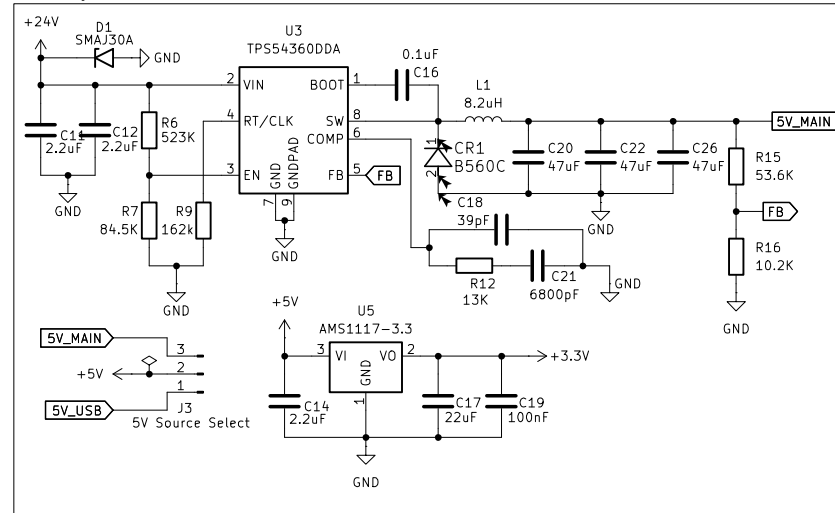 +24V
D1
SMAJ30A
GND
U3
TPS54360DDA
2
VIN
BOOT
1
0.1uF
C16
L1
8.2uH
4
RT/CLK
SW
8
COMP
6
3
EN
GND
GNDPAD
FB
5
FB
7
9
GND
C11
2.2uF
C12
2.2uF
R6
523K
GND
R7
84.5K
R9
162k
GND
1
CR1
B560C
2
C20
47uF
C22
47uF
C26
47uF
GND
5V_MAIN
R15
53.6K
FB
R16
10.2K
GND
C18
39pF
R12
13K
C21
6800pF
GND
5V_MAIN
3
+5V
2
1
5V_USB
J3
5V Source Select
+5V
U5
AMS1117-3.3
3
VI
VO
2
GND
1
+3.3V
C14
2.2uF
C17
22uF
C19
100nF
GND